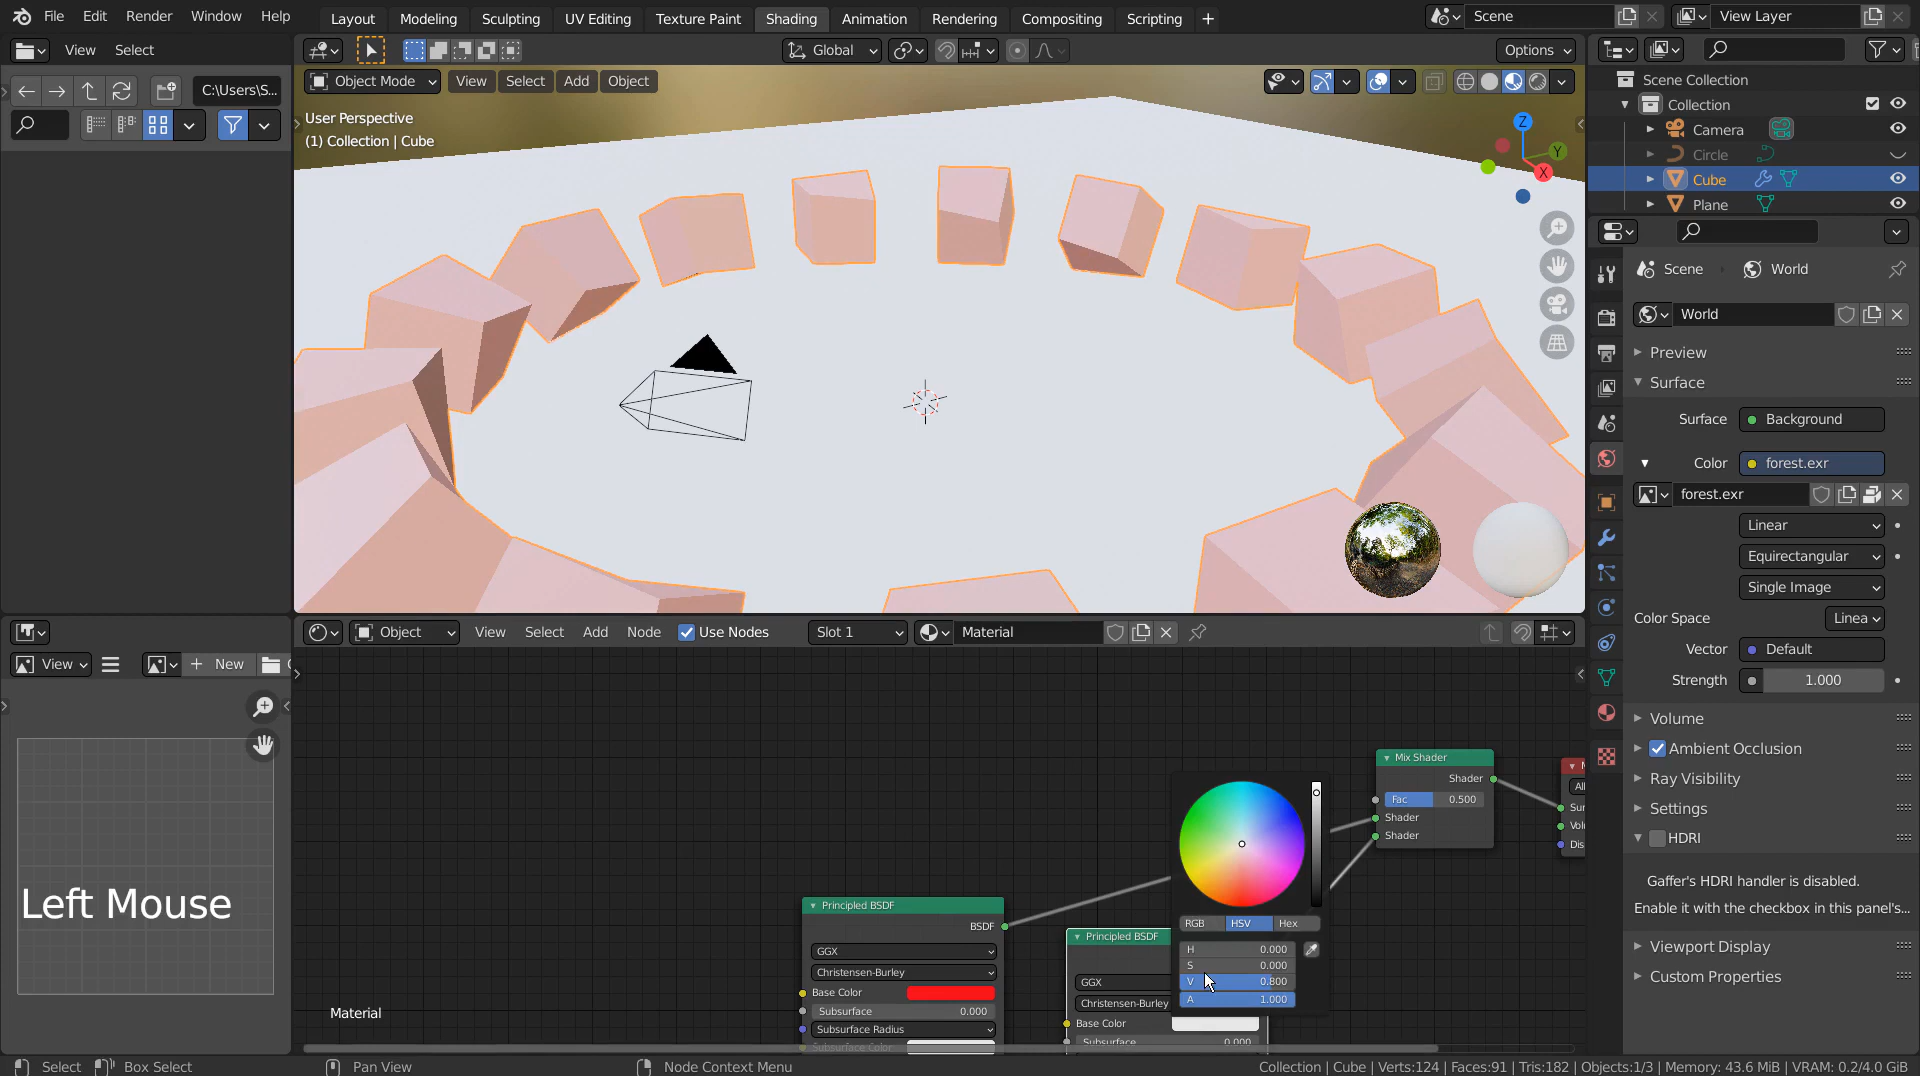 File Edit Render Window Help Layout Modeling Sculpting UV Editing Texture Paint Shading Animation Rendering Compositing Scripting + Scene View Layer
View Select Global Options
C:\Users\S...
Object Mode View Select Add Object
User Perspective
(1) Collection | Cube
Z
Y
X
Scene Collection
Collection
Camera
Circle
Cube
Plane
Scene World
World
Preview
Surface
Surface Background
Color forest.exr
forest.exr
Linear
Equirectangular
Single Image
Color Space Linea
Vector Default
Strength 1.000
Volume
Ambient Occlusion
Ray Visibility
Settings
HDRI
Gaffer's HDRI handler is disabled.
Enable it with the checkbox in this panel's...
Viewport Display
Custom Properties
View New
Left Mouse
Object View Select Add Node Use Nodes Slot 1 Material
Mix Shader
Shader
Fac 0.500
Shader
Shader
Principled BSDF
BSDF
GGX
Christensen-Burley
Base Color
Subsurface 0.000
Subsurface Radius
Subsurface Color
Principled BSDF
GGX
Christensen-Burley
Base Color
Subsurface 0.000
RGB HSV Hex
H 0.000
S 0.000
V 0.800
A 1.000
Material
Select Box Select Pan View Node Context Menu Collection | Cube | Verts:124 | Faces:91 | Tris:182 | Objects:1/3 | Memory: 43.6 MiB | VRAM: 0.2/4.0 GiB